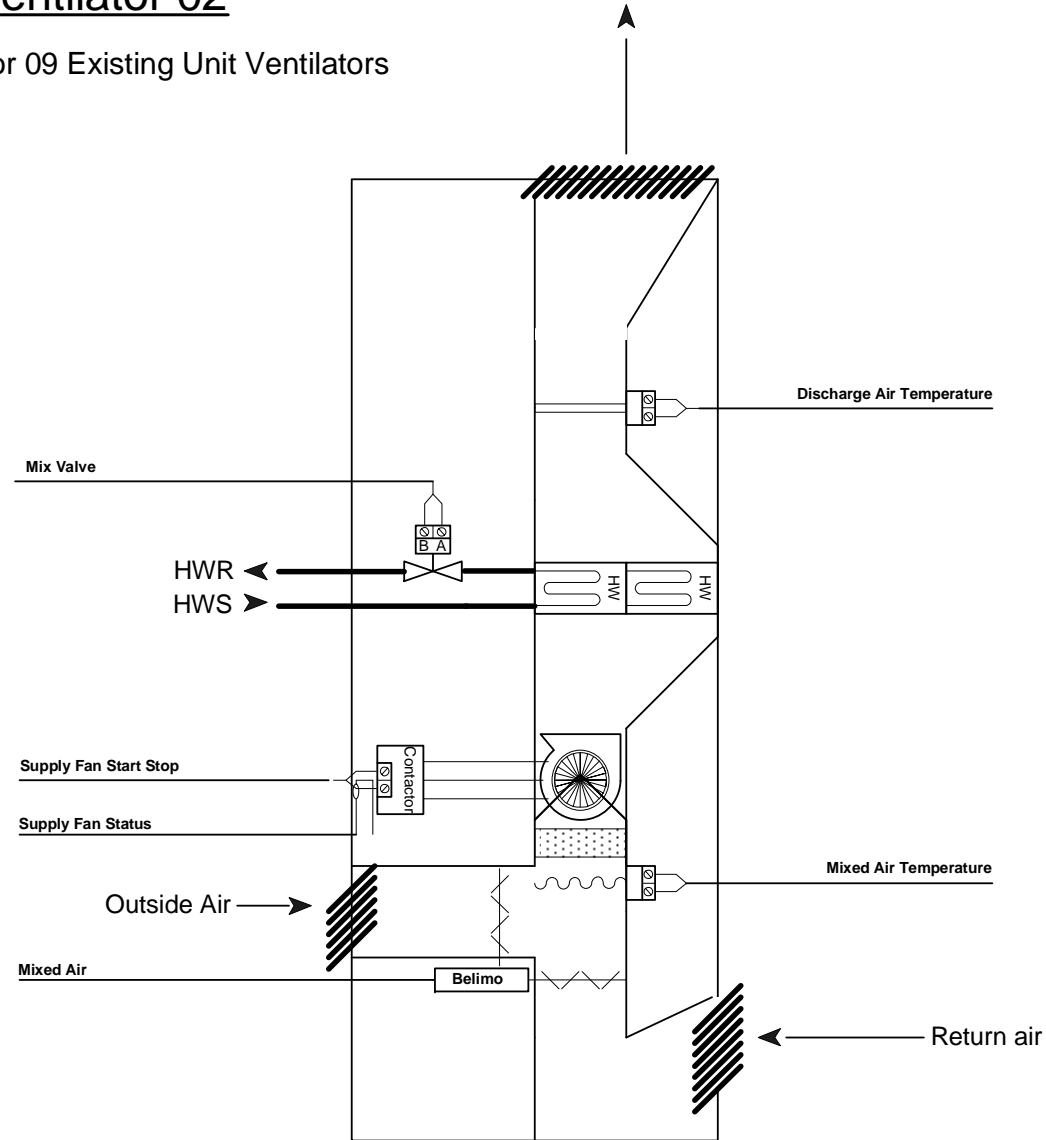 entilator 02
or 09 Existing Unit Ventilators
Discharge Air Temperature
Mix Valve
B A
HWR
HWS
HW
HW
Supply Fan Start Stop
Contactor
Supply Fan Status
Mixed Air Temperature
Outside Air
Mixed Air
Belimo
Return air